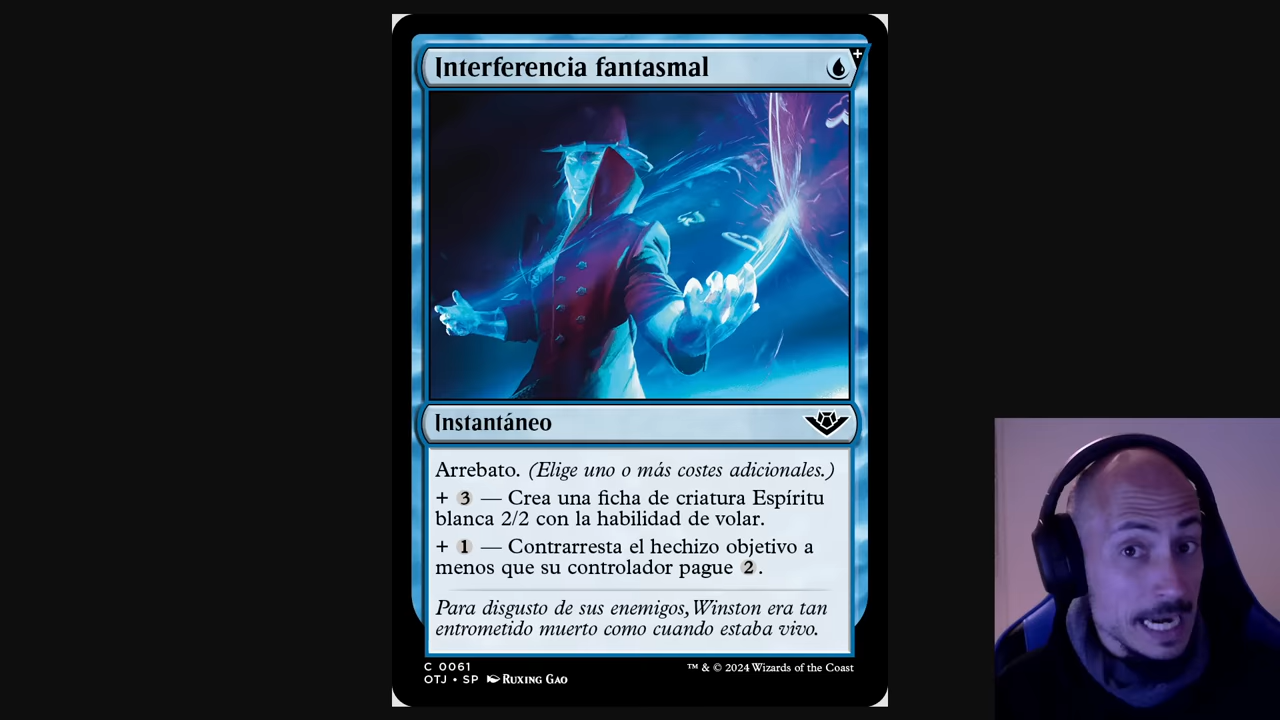 Interferencia fantasmal
Instantáneo
Arrebato. (Elige uno o más costes adicionales.)
+ 3 — Crea una ficha de criatura Espíritu
blanca 2/2 con la habilidad de volar.
+ 1 — Contrarresta el hechizo objetivo a
menos que su controlador pague 2.
Para disgusto de sus enemigos, Winston era tan
entrometido muerto como cuando estaba vivo.
C 0061
™ & © 2024 Wizards of the Coast
OTJ • SP RUXING GAO